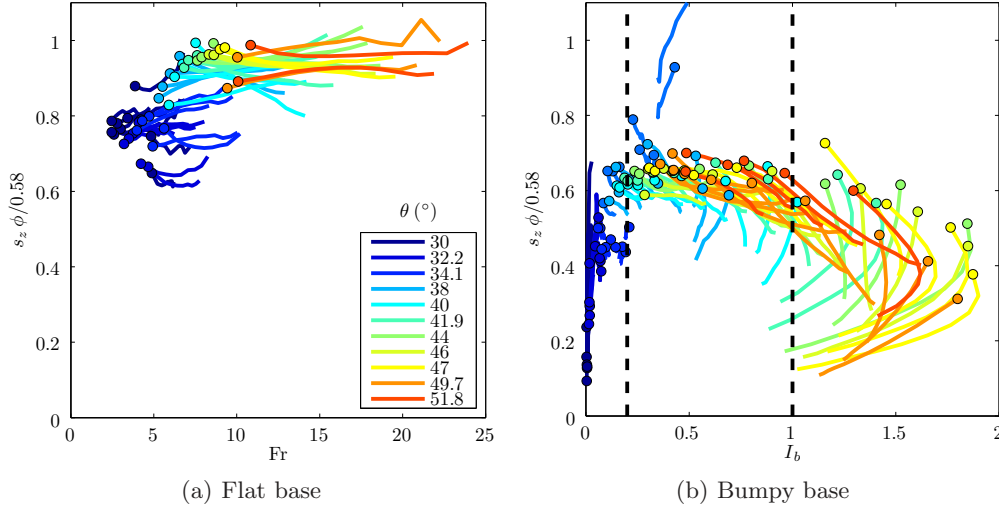 1
0.8
0.6
0.4
0.2
0
s_z ϕ/0.58
0 5 10 15 20 25
Fr
θ (°)
30
32.2
34.1
38
40
41.9
44
46
47
49.7
51.8
(a) Flat base
1
0.8
0.6
0.4
0.2
0
s_z ϕ/0.58
0 0.5 1 1.5 2
I_b
(b) Bumpy base